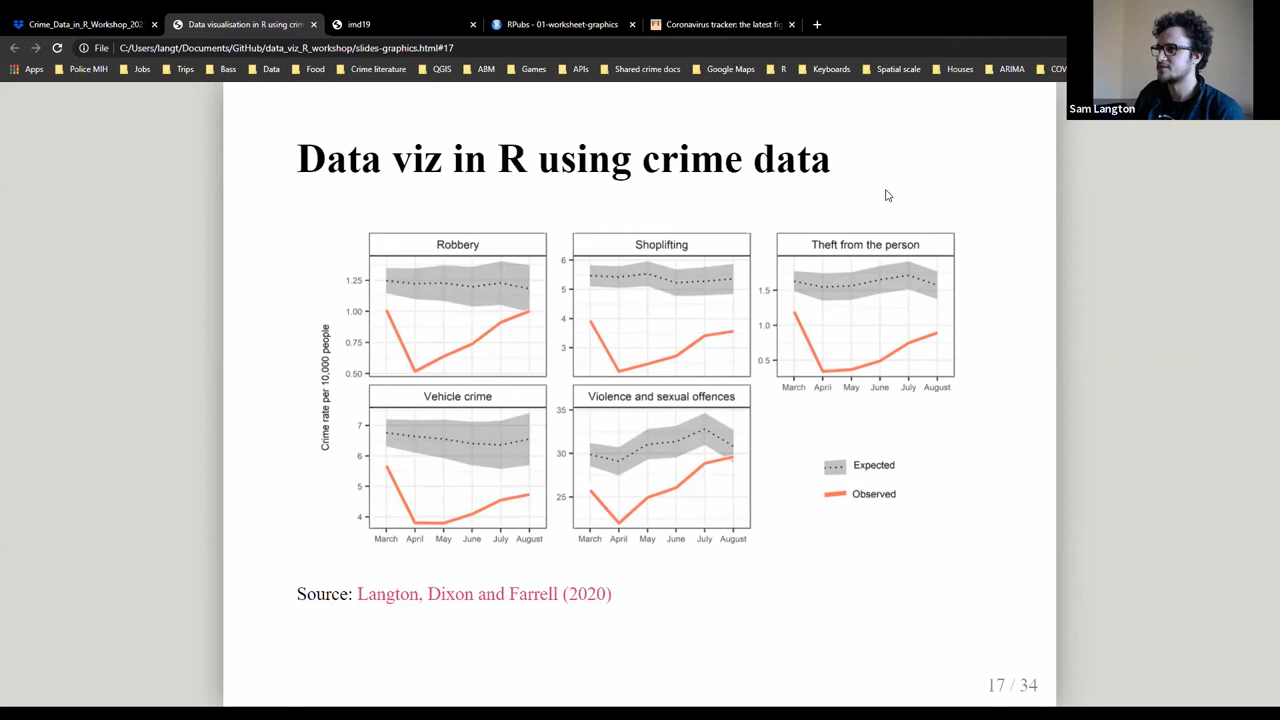 Crime_Data_in_R_Workshop_202
Data visualisation in R using crim
imd19
RPubs - 01-worksheet-graphics
Coronavirus tracker: the latest fig
File
C:/Users/langt/Documents/GitHub/data_viz_R_workshop/slides-graphics.html#17
Apps
Police MIH
Jobs
Trips
Bass
Data
Food
Crime literature
QGIS
ABM
Games
APIs
Shared crime docs
Google Maps
R
Keyboards
Spatial scale
Houses
ARIMA
COV
Sam Langton
Data viz in R using crime data
Robbery
Shoplifting
Theft from the person
1.25
1.00
0.75
0.50
6
5
4
3
1.5
1.0
0.5
March April May June July August
Crime rate per 10,000 people
Vehicle crime
Violence and sexual offences
7
6
5
4
35
30
25
March April May June July August
March April May June July August
Expected
Observed
Source: Langton, Dixon and Farrell (2020)
17 / 34